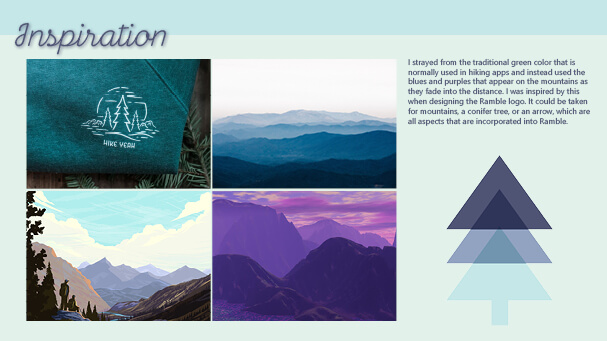 Inspiration
I strayed from the traditional green color that is
normally used in hiking apps and instead used the
blues and purples that appear on the mountains as
they fade into the distance. I was inspired by this
when designing the Ramble logo. It could be taken
for mountains, a conifer tree, or an arrow, which are
all aspects that are incorporated into Ramble.
HIKE YEAH